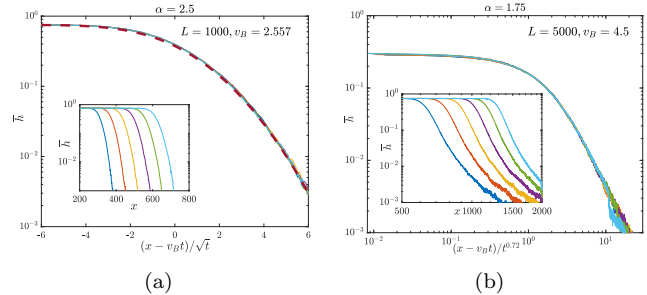 α = 2.5
L = 1000, v_B = 2.557
10^0
10^{-1}
10^{-2}
10^{-3}
h̅
10^0
10^{-2}
h̅
200 400 600 800
x
-6 -4 -2 0 2 4 6
(x − v_B t)/√t
(a)
α = 1.75
L = 5000, v_B = 4.5
10^0
10^{-1}
10^{-2}
10^{-3}
h̅
10^0
10^{-1}
10^{-2}
10^{-3}
h̅
500 x 1000 1500 2000
10^{-2} 10^{-1} 10^0 10^1
(x − v_B t)/t^{0.72}
(b)